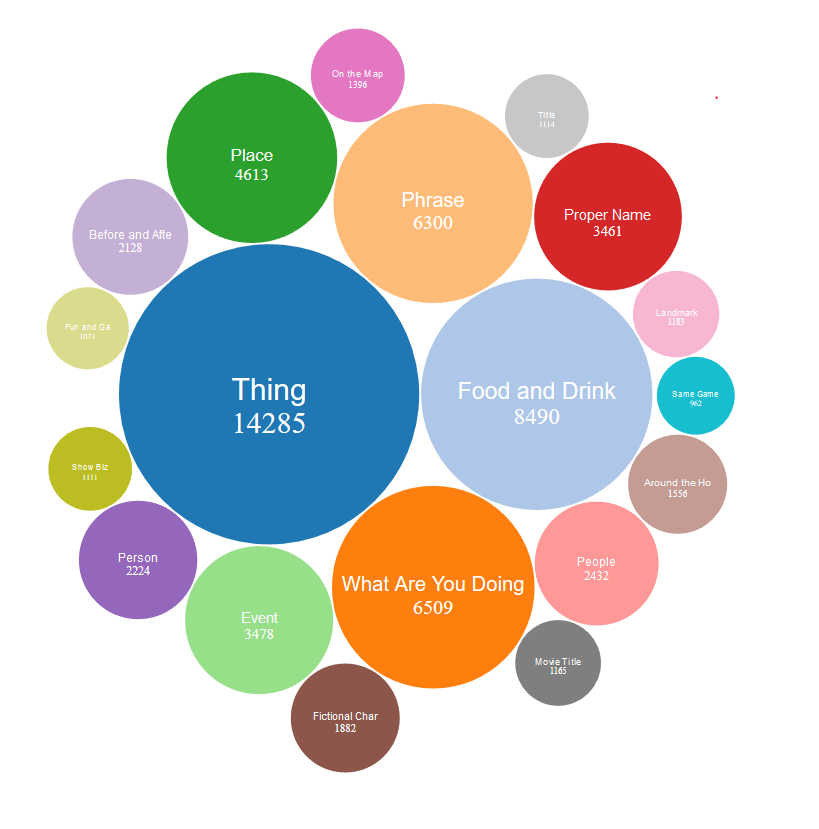 On the Map
1396
Title
1114
Place
4613
Phrase
6300
Proper Name
3461
Before and Afte
2128
Landmark
1183
Fun and Ga
1071
Thing
14285
Food and Drink
8490
Same Game
962
Show Biz
1111
Around the Ho
1556
Person
2224
What Are You Doing
6509
People
2432
Event
3478
Movie Title
1165
Fictional Char
1882